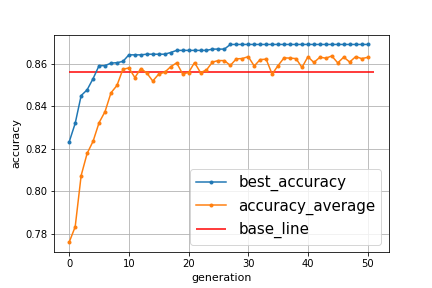 0.86
0.84
0.82
0.80
0.78
accuracy
best_accuracy
accuracy_average
base_line
0 10 20 30 40 50
generation